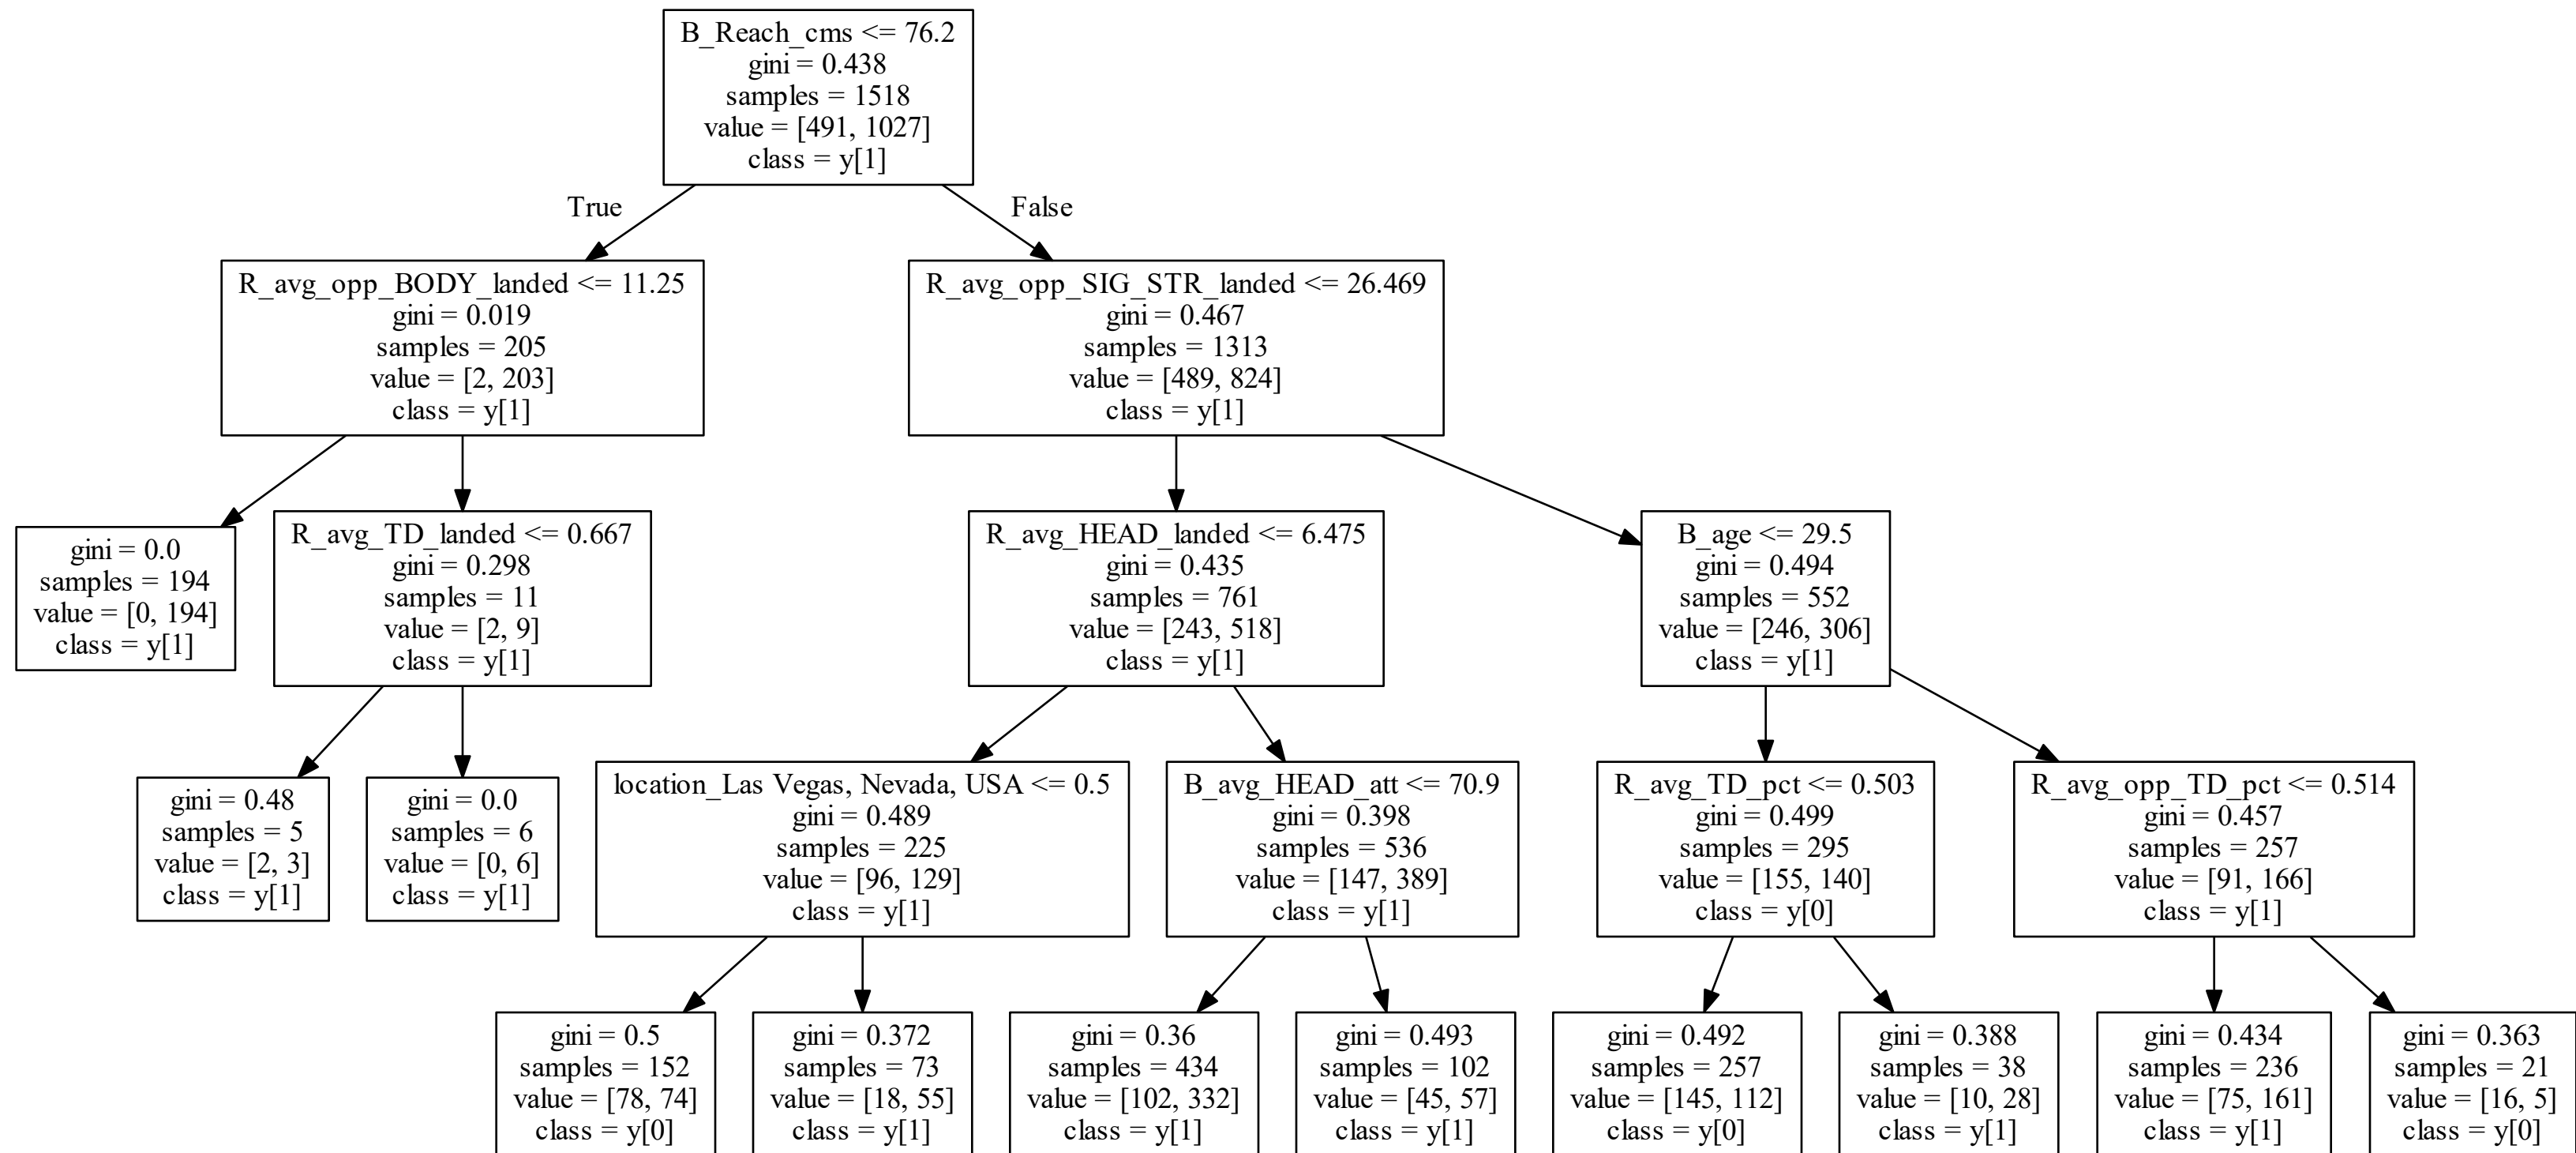 B_Reach_cms <= 76.2
gini = 0.438
samples = 1518
value = [491, 1027]
class = y[1]
True
False
R_avg_opp_BODY_landed <= 11.25
gini = 0.019
samples = 205
value = [2, 203]
class = y[1]
R_avg_opp_SIG_STR_landed <= 26.469
gini = 0.467
samples = 1313
value = [489, 824]
class = y[1]
gini = 0.0
samples = 194
value = [0, 194]
class = y[1]
R_avg_TD_landed <= 0.667
gini = 0.298
samples = 11
value = [2, 9]
class = y[1]
R_avg_HEAD_landed <= 6.475
gini = 0.435
samples = 761
value = [243, 518]
class = y[1]
B_age <= 29.5
gini = 0.494
samples = 552
value = [246, 306]
class = y[1]
gini = 0.48
samples = 5
value = [2, 3]
class = y[1]
gini = 0.0
samples = 6
value = [0, 6]
class = y[1]
location_Las Vegas, Nevada, USA <= 0.5
gini = 0.489
samples = 225
value = [96, 129]
class = y[1]
B_avg_HEAD_att <= 70.9
gini = 0.398
samples = 536
value = [147, 389]
class = y[1]
R_avg_TD_pct <= 0.503
gini = 0.499
samples = 295
value = [155, 140]
class = y[0]
R_avg_opp_TD_pct <= 0.514
gini = 0.457
samples = 257
value = [91, 166]
class = y[1]
gini = 0.5
samples = 152
value = [78, 74]
class = y[0]
gini = 0.372
samples = 73
value = [18, 55]
class = y[1]
gini = 0.36
samples = 434
value = [102, 332]
class = y[1]
gini = 0.493
samples = 102
value = [45, 57]
class = y[1]
gini = 0.492
samples = 257
value = [145, 112]
class = y[0]
gini = 0.388
samples = 38
value = [10, 28]
class = y[1]
gini = 0.434
samples = 236
value = [75, 161]
class = y[1]
gini = 0.363
samples = 21
value = [16, 5]
class = y[0]